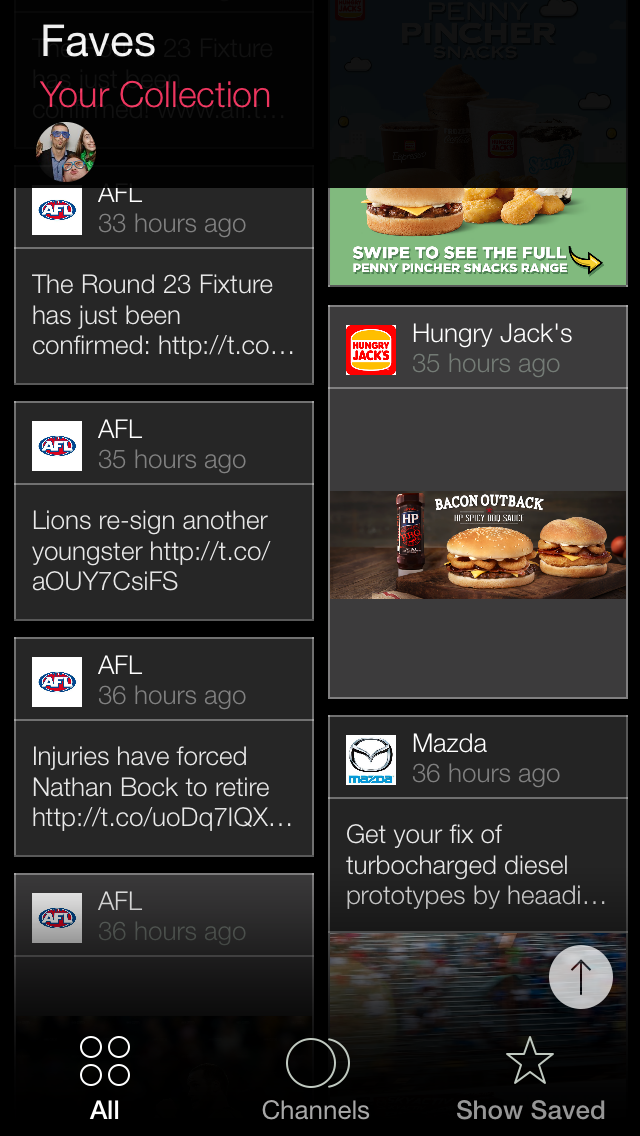 Faves
Your Collection
The Round 23 Fixture
has just been
confirmed! www.afl.t…
PENNY
PINCHER
SNACKS
AFL
33 hours ago
The Round 23 Fixture
has just been
confirmed: http://t.co…
AFL
35 hours ago
Lions re-sign another
youngster http://t.co/
aOUY7CsiFS
AFL
36 hours ago
Injuries have forced
Nathan Bock to retire
http://t.co/uoDq7IQX…
AFL
36 hours ago
SWIPE TO SEE THE FULL
PENNY PINCHER SNACKS RANGE
HUNGRY
JACK'S
Hungry Jack's
35 hours ago
BACON OUTBACK
HP SPICY BBQ SAUCE
HP
mazda
Mazda
36 hours ago
Get your fix of
turbocharged diesel
prototypes by heaadi…
All
Channels
Show Saved